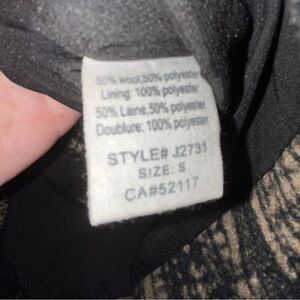 50% wool,50% polyester
Lining: 100% polyester
50% Laine,50% polyester
Doublure: 100% polyester
STYLE# J2731
SIZE: S
CA#52117